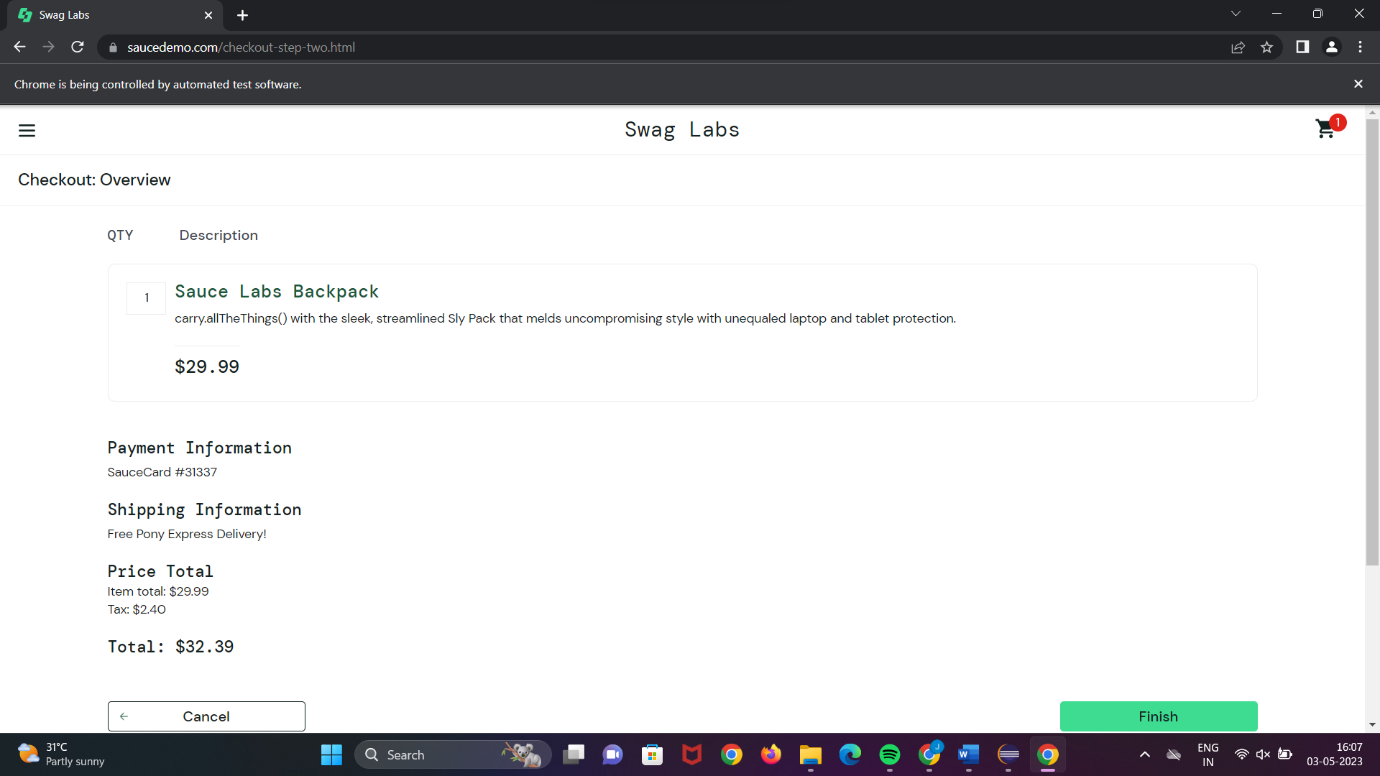 Swag Labs
saucedemo.com/checkout-step-two.html
Chrome is being controlled by automated test software.
Swag Labs
1
Checkout: Overview
QTY Description
1
Sauce Labs Backpack
carry.allTheThings() with the sleek, streamlined Sly Pack that melds uncompromising style with unequaled laptop and tablet protection.
$29.99
Payment Information
SauceCard #31337
Shipping Information
Free Pony Express Delivery!
Price Total
Item total: $29.99
Tax: $2.40
Total: $32.39
Cancel
Finish
31°C
Partly sunny
Search
J
W
ENG
IN
16:07
03-05-2023